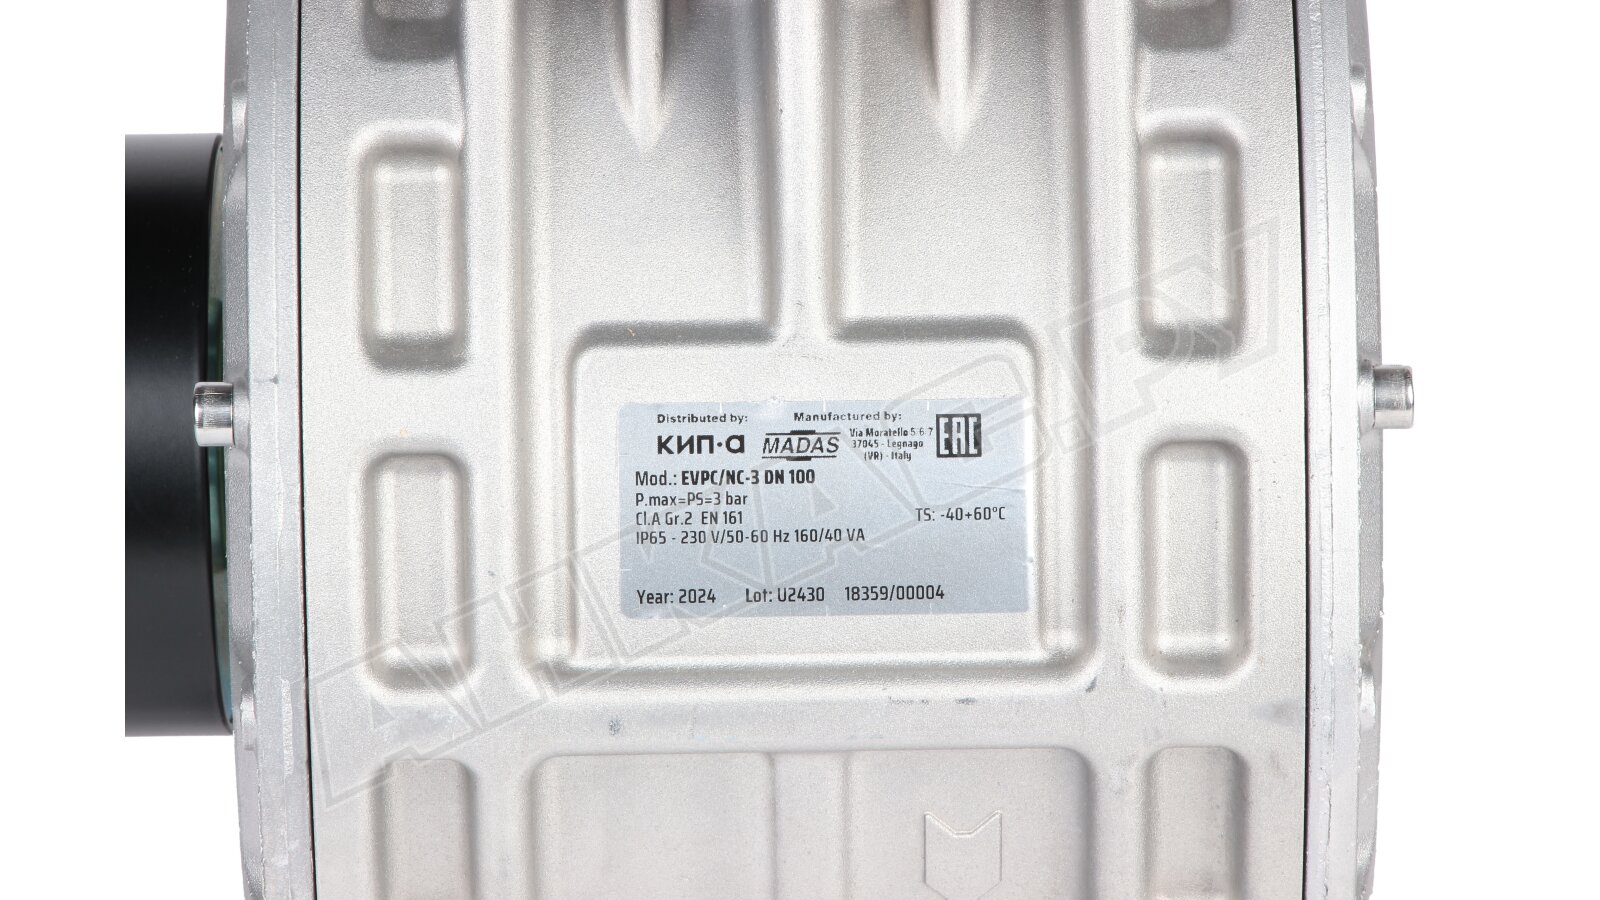 Distributed by:
кип·а
Manufactured by:
MADAS
Via Moratello 5-6-7
37045 - Legnago
(VR) - Italy
EAC
Mod.: EVPC/NC-3 DN 100
P.max=PS=3 bar
Cl.A Gr.2 EN 161
TS: -40+60°C
IP65 - 230 V/50-60 Hz 160/40 VA
Year: 2024 Lot: U2430 18359/00004